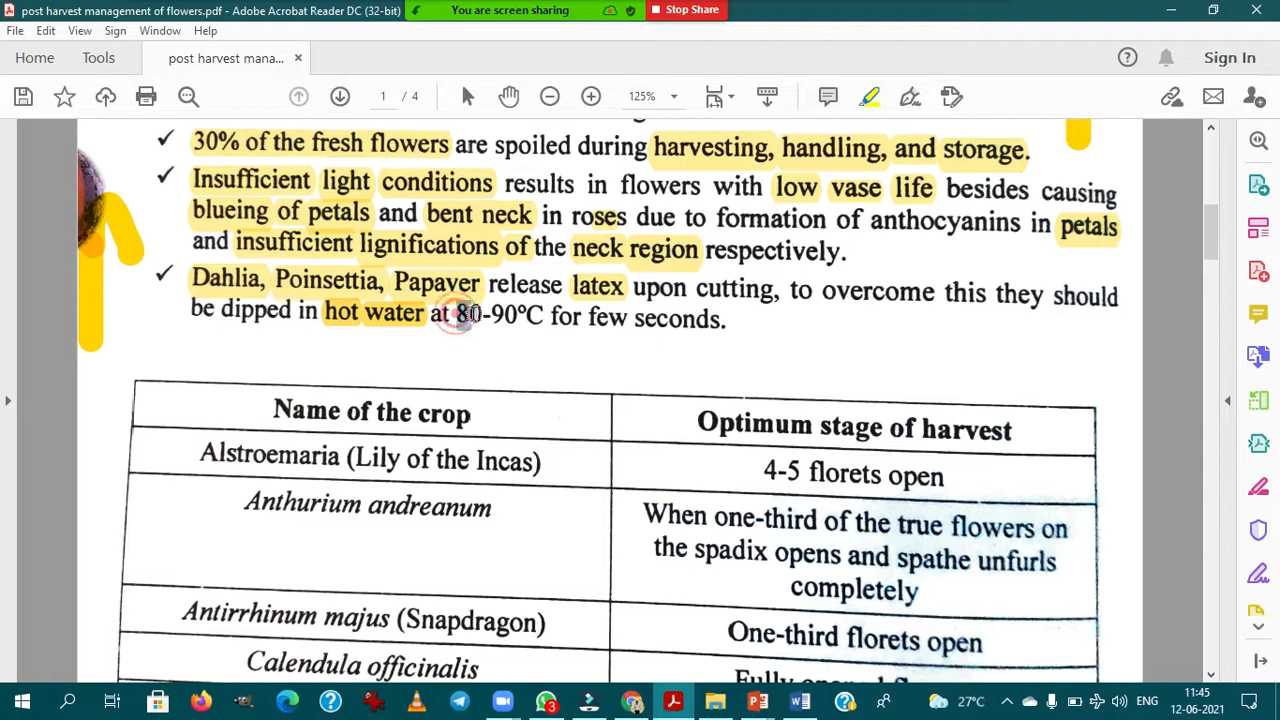 post harvest management of flowers.pdf - Adobe Acrobat Reader DC (32-bit)
You are screen sharing
Stop Share
File Edit View Sign Window Help
Home Tools post harvest mana... × Sign In
1 / 4 125%
✓ 30% of the fresh flowers are spoiled during harvesting, handling, and storage.
✓ Insufficient light conditions results in flowers with low vase life besides causing
blueing of petals and bent neck in roses due to formation of anthocyanins in petals
and insufficient lignifications of the neck region respectively.
✓ Dahlia, Poinsettia, Papaver release latex upon cutting, to overcome this they should
be dipped in hot water at 80-90ºC for few seconds.
Name of the crop Optimum stage of harvest
Alstroemaria (Lily of the Incas) 4-5 florets open
Anthurium andreanum When one-third of the true flowers on
the spadix opens and spathe unfurls
completely
Antirrhinum majus (Snapdragon) One-third florets open
Calendula officinalis Fully opened
27°C ENG 11:45
12-06-2021